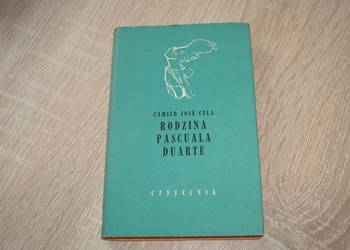 CAMILO JOSÉ CELA
RODZINA
PASCUALA
DUARTE
CZYTELNIK